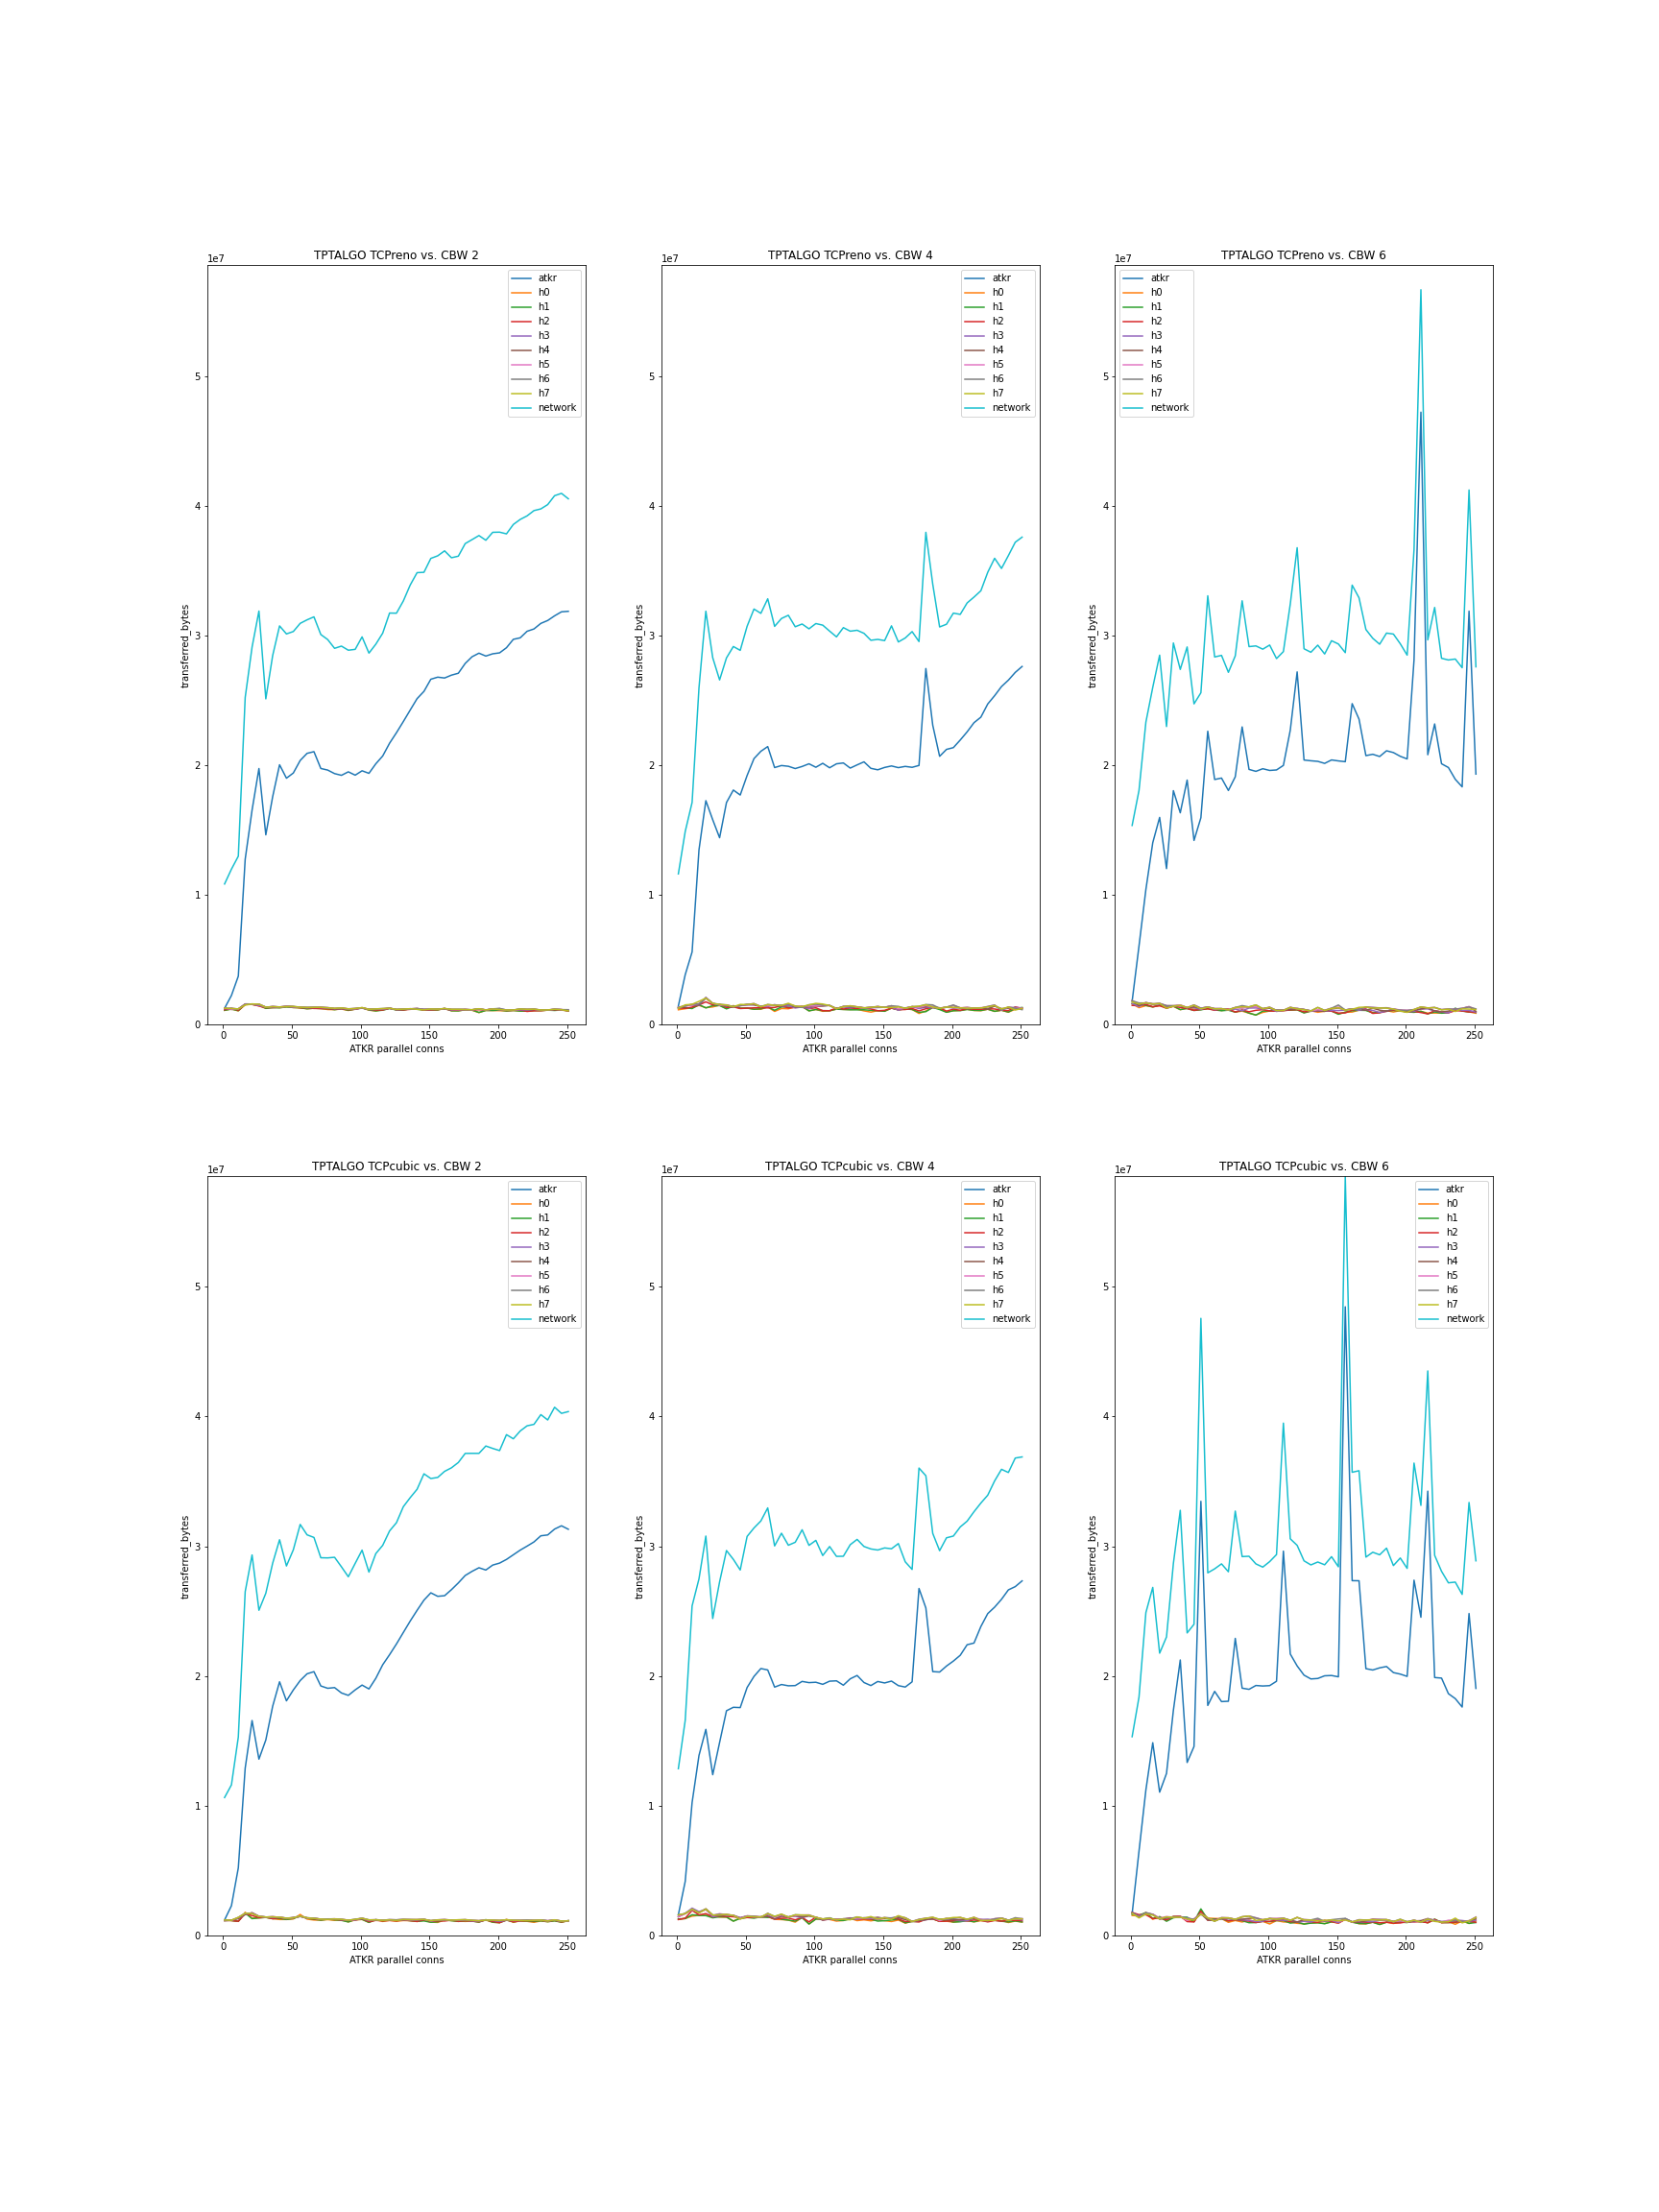 TPTALGO TCPreno vs. CBW 2
1e7
atkr
h0
h1
h2
h3
h4
h5
h6
h7
network
5
4
3
2
1
0
transferred_bytes
0 50 100 150 200 250
ATKR parallel conns
TPTALGO TCPreno vs. CBW 4
1e7
atkr
h0
h1
h2
h3
h4
h5
h6
h7
network
5
4
3
2
1
0
transferred_bytes
0 50 100 150 200 250
ATKR parallel conns
TPTALGO TCPreno vs. CBW 6
1e7
atkr
h0
h1
h2
h3
h4
h5
h6
h7
network
5
4
3
2
1
0
transferred_bytes
0 50 100 150 200 250
ATKR parallel conns
TPTALGO TCPcubic vs. CBW 2
1e7
atkr
h0
h1
h2
h3
h4
h5
h6
h7
network
5
4
3
2
1
0
transferred_bytes
0 50 100 150 200 250
ATKR parallel conns
TPTALGO TCPcubic vs. CBW 4
1e7
atkr
h0
h1
h2
h3
h4
h5
h6
h7
network
5
4
3
2
1
0
transferred_bytes
0 50 100 150 200 250
ATKR parallel conns
TPTALGO TCPcubic vs. CBW 6
1e7
atkr
h0
h1
h2
h3
h4
h5
h6
h7
network
5
4
3
2
1
0
transferred_bytes
0 50 100 150 200 250
ATKR parallel conns